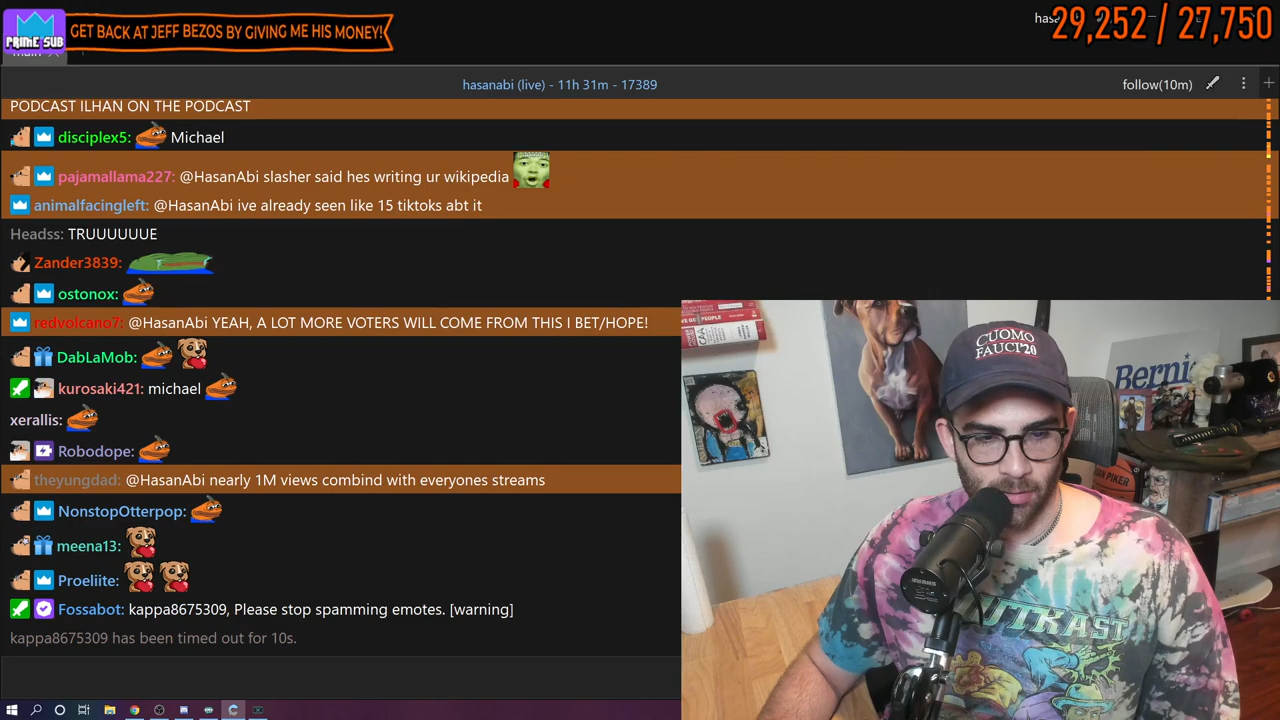 PRIME SUB
GET BACK AT JEFF BEZOS BY GIVING ME HIS MONEY!
29,252 / 27,750
hasanabi (live) - 11h 31m - 17389
follow(10m)
PODCAST ILHAN ON THE PODCAST
disciplex5: Michael
pajamallama227: @HasanAbi slasher said hes writing ur wikipedia
animalfacingleft: @HasanAbi ive already seen like 15 tiktoks abt it
Headss: TRUUUUUUE
Zander3839:
ostonox:
redvolcano7: @HasanAbi YEAH, A LOT MORE VOTERS WILL COME FROM THIS I BET/HOPE!
DabLaMob:
kurosaki421: michael
xerallis:
Robodope:
theyungdad: @HasanAbi nearly 1M views combind with everyones streams
NonstopOtterpop:
meena13:
Proeliite:
Fossabot: kappa8675309, Please stop spamming emotes. [warning]
kappa8675309 has been timed out for 10s.
CUOMO
FAUCI'20
Bernie
PEOPLE
PIKER
OUTKAST